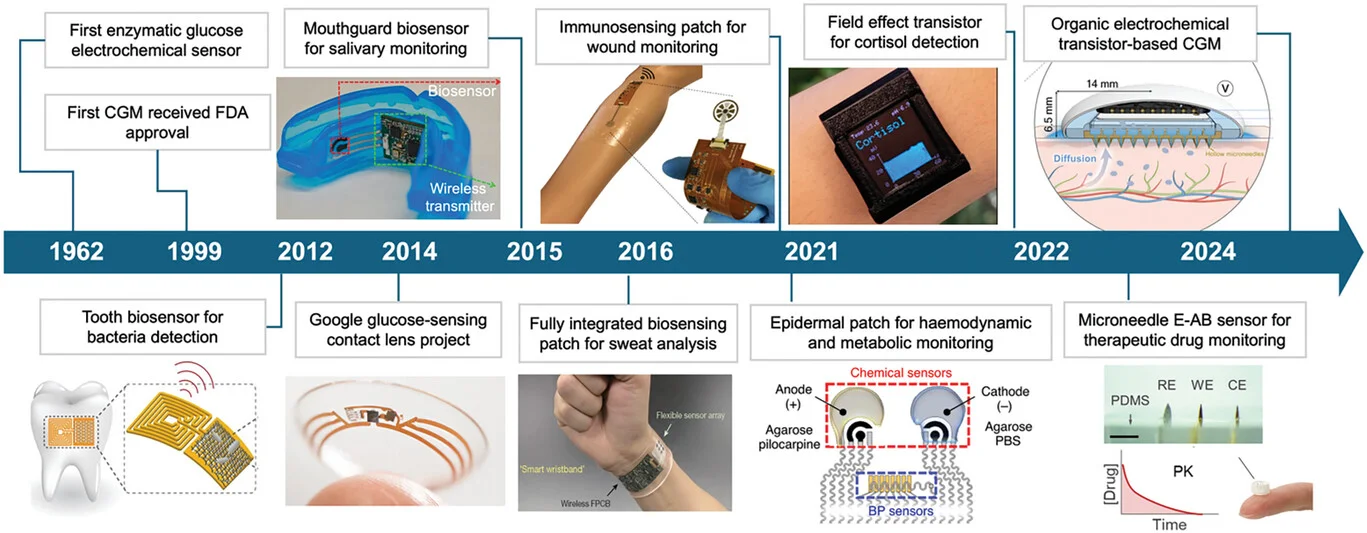 First enzymatic glucose
electrochemical sensor
First CGM received FDA
approval
Mouthguard biosensor
for salivary monitoring
Biosensor
Wireless
transmitter
Immunosensing patch for
wound monitoring
Field effect transistor
for cortisol detection
Cortisol
Organic electrochemical
transistor-based CGM
14 mm
V
6.5 mm
Hollow microneedles
Diffusion
1962
1999
2012
2014
2015
2016
2021
2022
2024
Tooth biosensor for
bacteria detection
Google glucose-sensing
contact lens project
Fully integrated biosensing
patch for sweat analysis
Flexible sensor array
'Smart wristband'
Wireless FPCB
Epidermal patch for haemodynamic
and metabolic monitoring
Chemical sensors
Anode
(+)
Agarose
pilocarpine
Cathode
(–)
Agarose
PBS
BP sensors
Microneedle E-AB sensor for
therapeutic drug monitoring
PDMS
RE
WE
CE
[Drug]
PK
Time